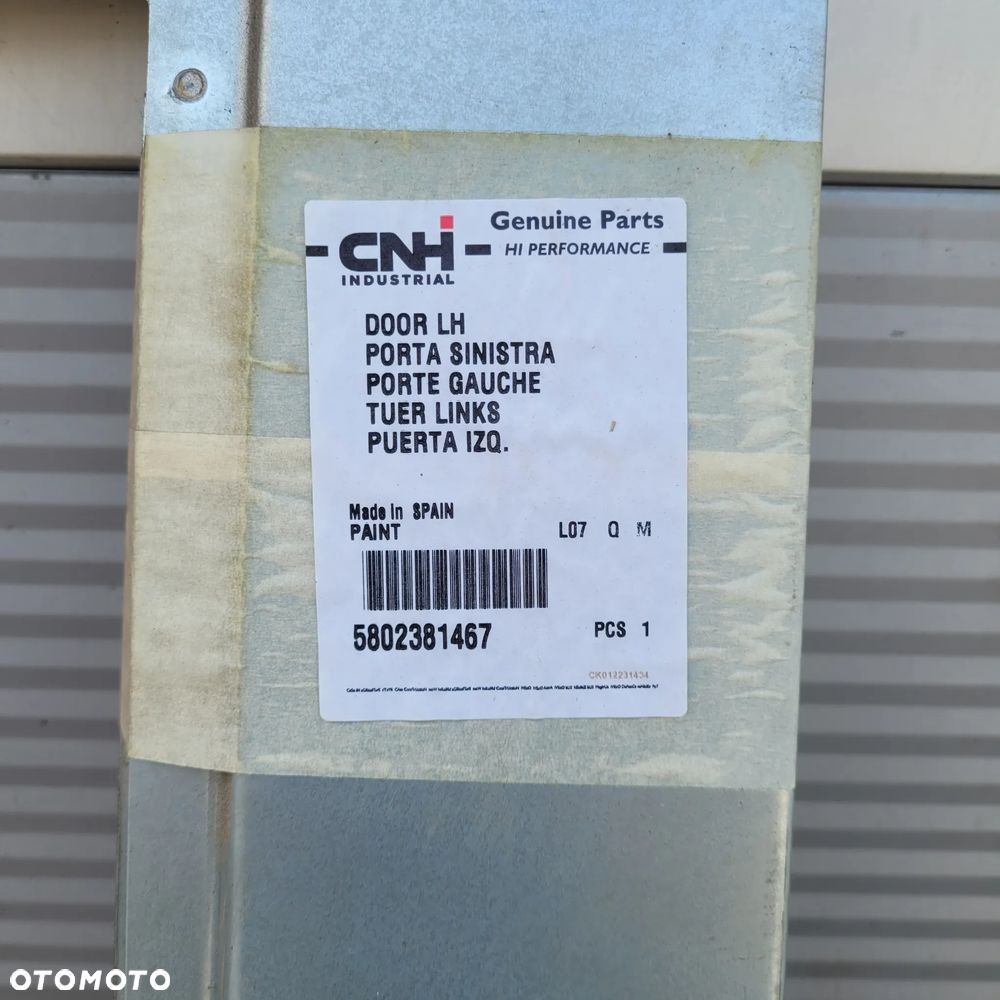 CNH
INDUSTRIAL
Genuine Parts
HI PERFORMANCE
DOOR LH
PORTA SINISTRA
PORTE GAUCHE
TUER LINKS
PUERTA IZQ.
Made in SPAIN
PAINT L07 Q M
5802381467 PCS 1
CK012231434
OTOMOTO